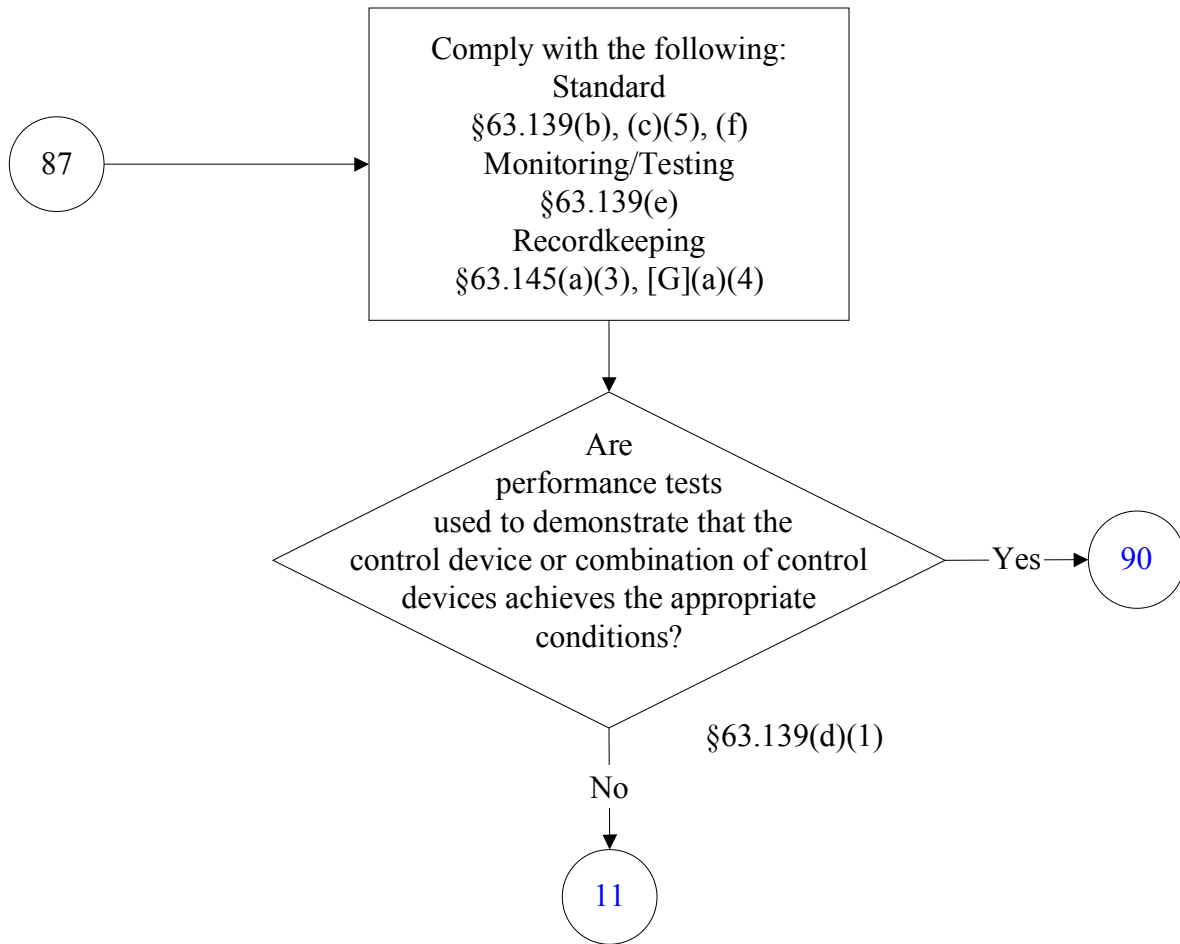 87
Comply with the following:
Standard
§63.139(b), (c)(5), (f)
Monitoring/Testing
§63.139(e)
Recordkeeping
§63.145(a)(3), [G](a)(4)
Are
performance tests
used to demonstrate that the
control device or combination of control
devices achieves the appropriate
conditions?
Yes
90
§63.139(d)(1)
No
11